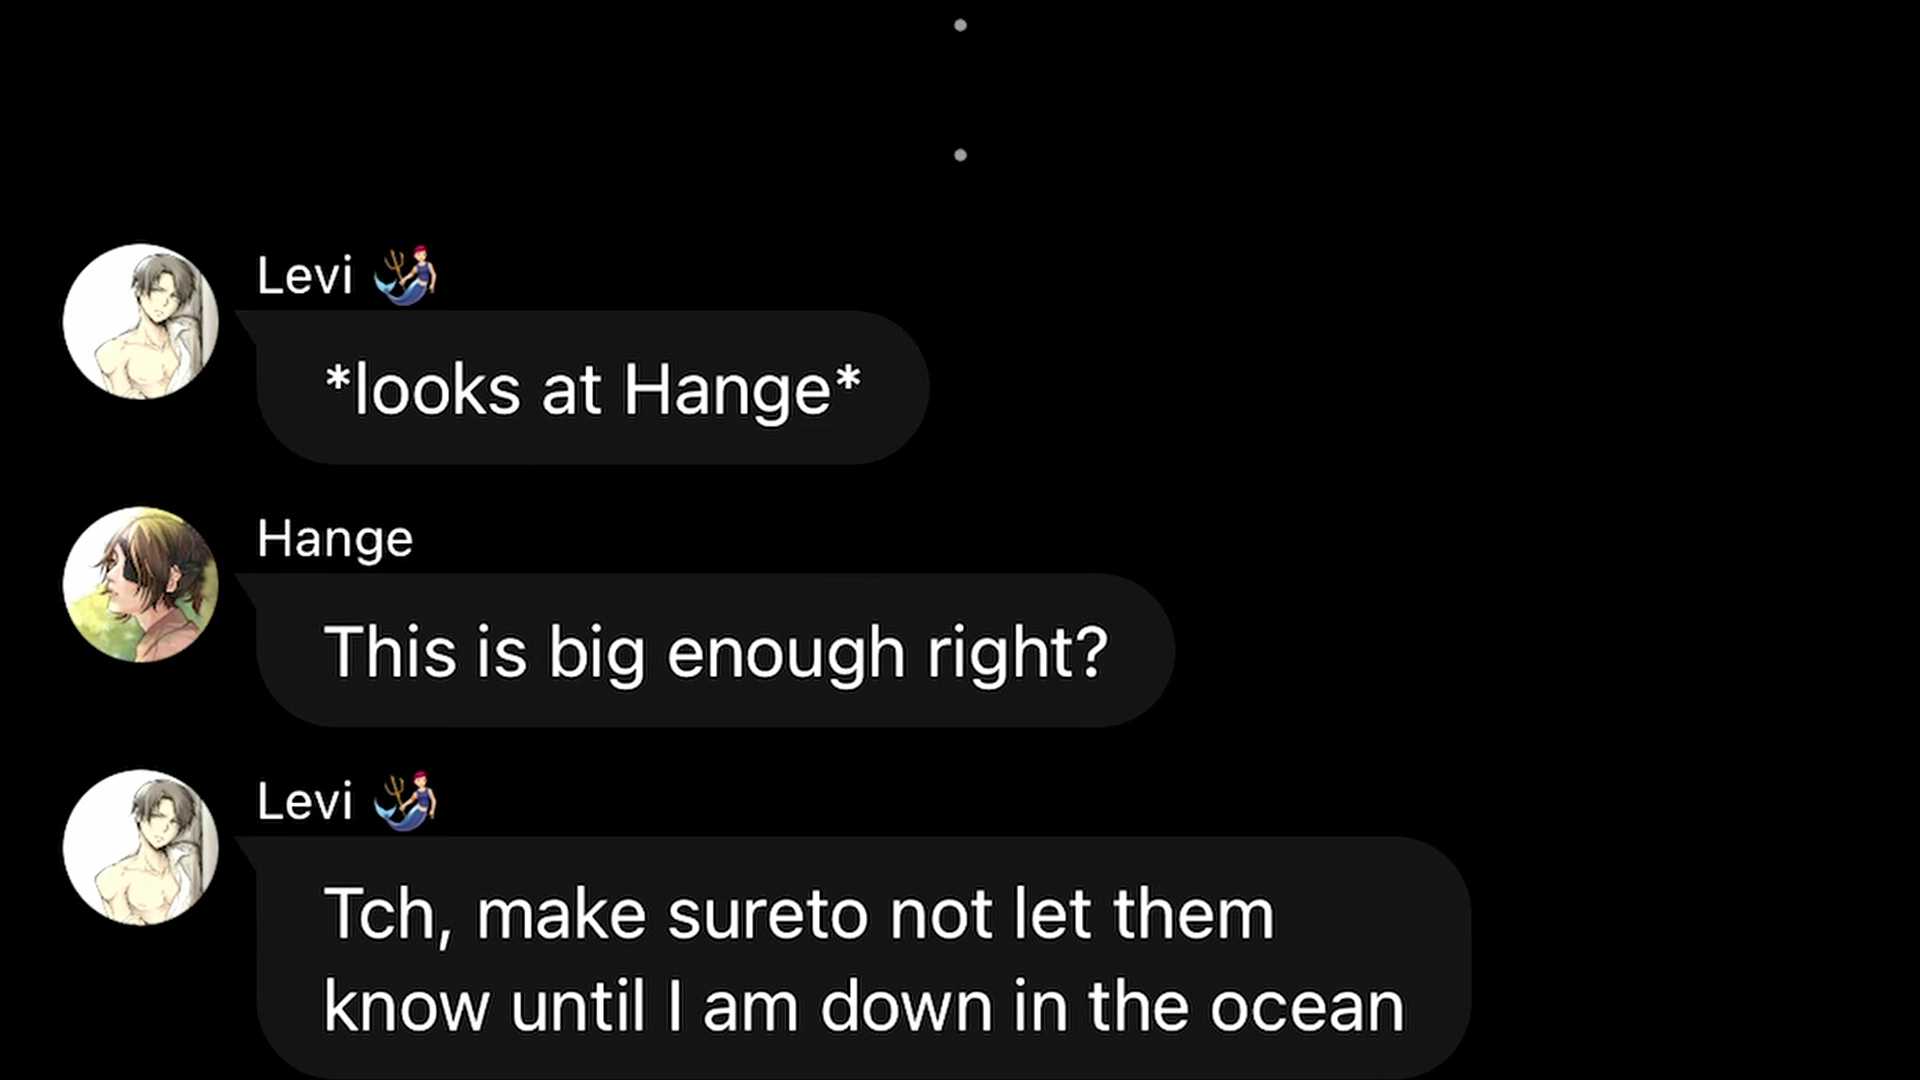 Levi 🧜
*looks at Hange*
Hange
This is big enough right?
Levi 🧜
Tch, make sureto not let them
know until I am down in the ocean